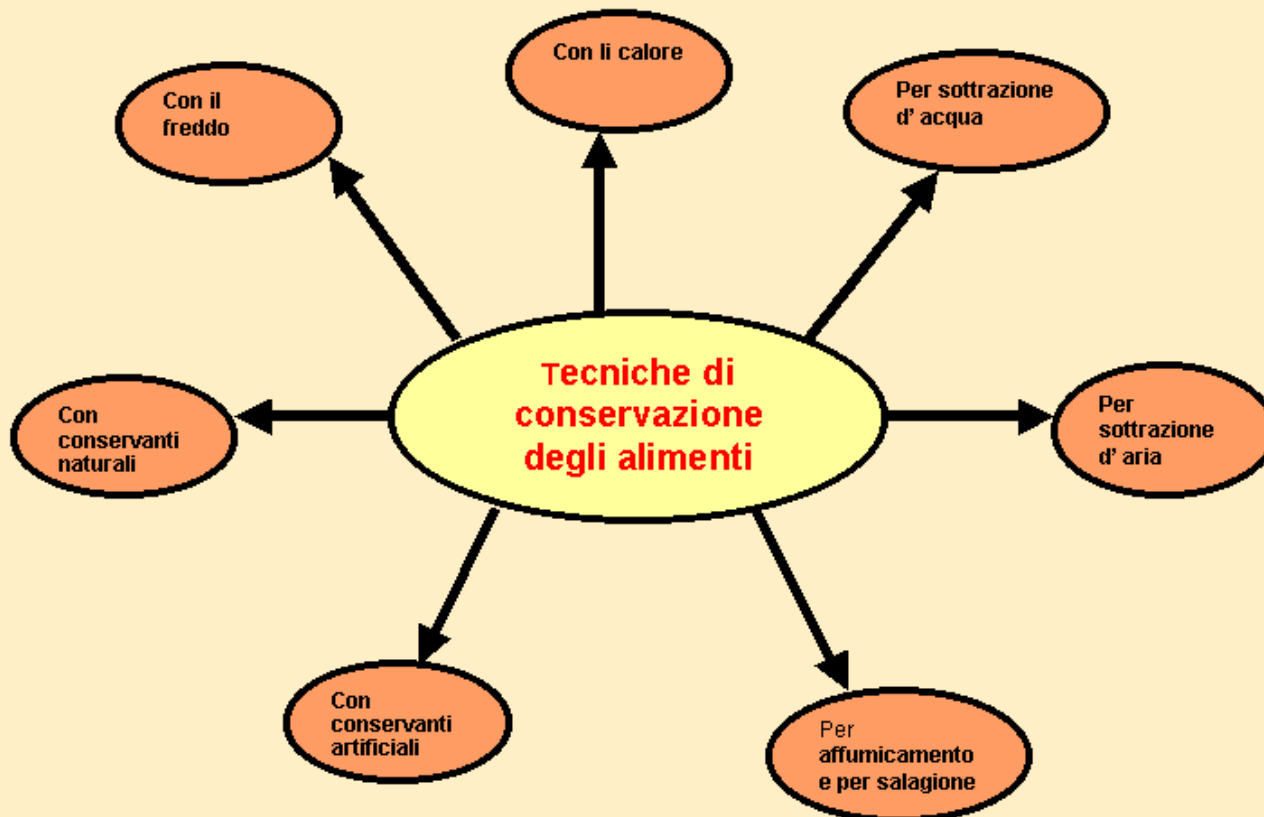 Con li calore
Con il
freddo
Per sottrazione
d' acqua
Tecniche di
conservazione
degli alimenti
Con
conservanti
naturali
Per
sottrazione
d' aria
Con
conservanti
artificiali
Per
affumicamento
e per salagione